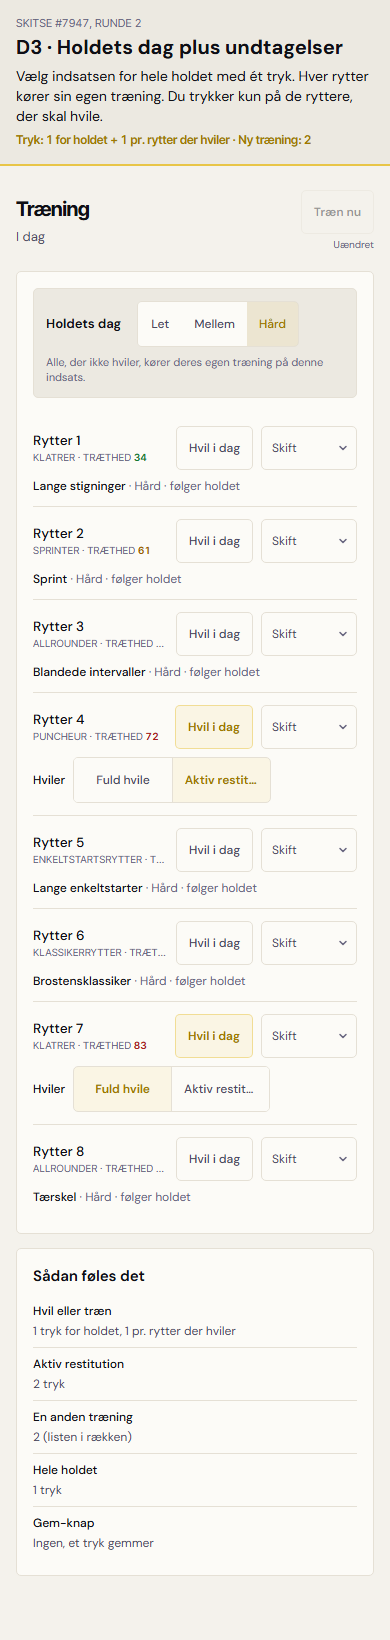 SKITSE #7947, RUNDE 2
D3 · Holdets dag plus undtagelser
Vælg indsatsen for hele holdet med ét tryk. Hver rytter
kører sin egen træning. Du trykker kun på de ryttere,
der skal hvile.
Tryk: 1 for holdet + 1 pr. rytter der hviler · Ny træning: 2
Træning
Træn nu
I dag
Uændret
Holdets dag
Let
Mellem
Hård
Alle, der ikke hviler, kører deres egen træning på denne
indsats.
Rytter 1
KLATRER · TRÆTHED 34
Hvil i dag
Skift
Lange stigninger · Hård · følger holdet
Rytter 2
SPRINTER · TRÆTHED 61
Hvil i dag
Skift
Sprint · Hård · følger holdet
Rytter 3
ALLROUNDER · TRÆTHED ...
Hvil i dag
Skift
Blandede intervaller · Hård · følger holdet
Rytter 4
PUNCHEUR · TRÆTHED 72
Hvil i dag
Skift
Hviler
Fuld hvile
Aktiv restit...
Rytter 5
ENKELTSTARTSRYTTER · T...
Hvil i dag
Skift
Lange enkeltstarter · Hård · følger holdet
Rytter 6
KLASSIKERRYTTER · TRÆT...
Hvil i dag
Skift
Brostensklassiker · Hård · følger holdet
Rytter 7
KLATRER · TRÆTHED 83
Hvil i dag
Skift
Hviler
Fuld hvile
Aktiv restit...
Rytter 8
ALLROUNDER · TRÆTHED ...
Hvil i dag
Skift
Tærskel · Hård · følger holdet
Sådan føles det
Hvil eller træn
1 tryk for holdet, 1 pr. rytter der hviler
Aktiv restitution
2 tryk
En anden træning
2 (listen i rækken)
Hele holdet
1 tryk
Gem-knap
Ingen, et tryk gemmer